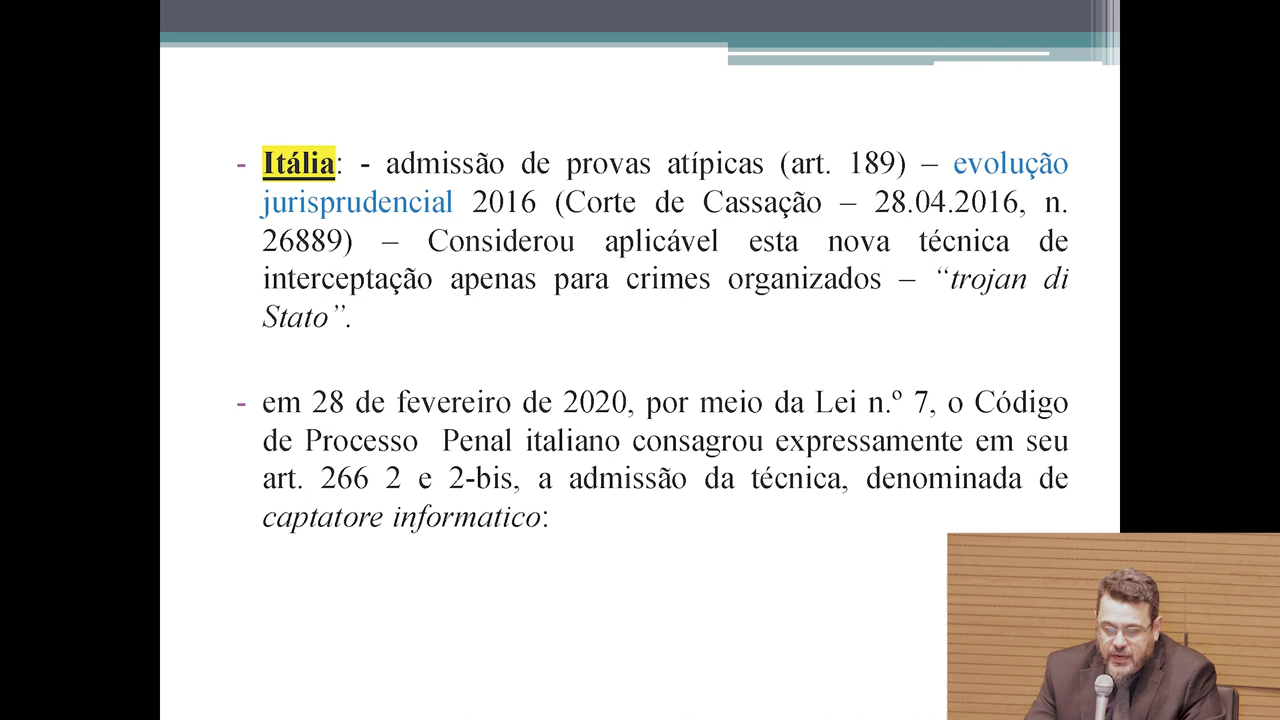 - Itália: - admissão de provas atípicas (art. 189) – evolução
jurisprudencial 2016 (Corte de Cassação – 28.04.2016, n.
26889) – Considerou aplicável esta nova técnica de
interceptação apenas para crimes organizados – “trojan di
Stato”.
- em 28 de fevereiro de 2020, por meio da Lei n.º 7, o Código
de Processo Penal italiano consagrou expressamente em seu
art. 266 2 e 2-bis, a admissão da técnica, denominada de
captatore informatico: